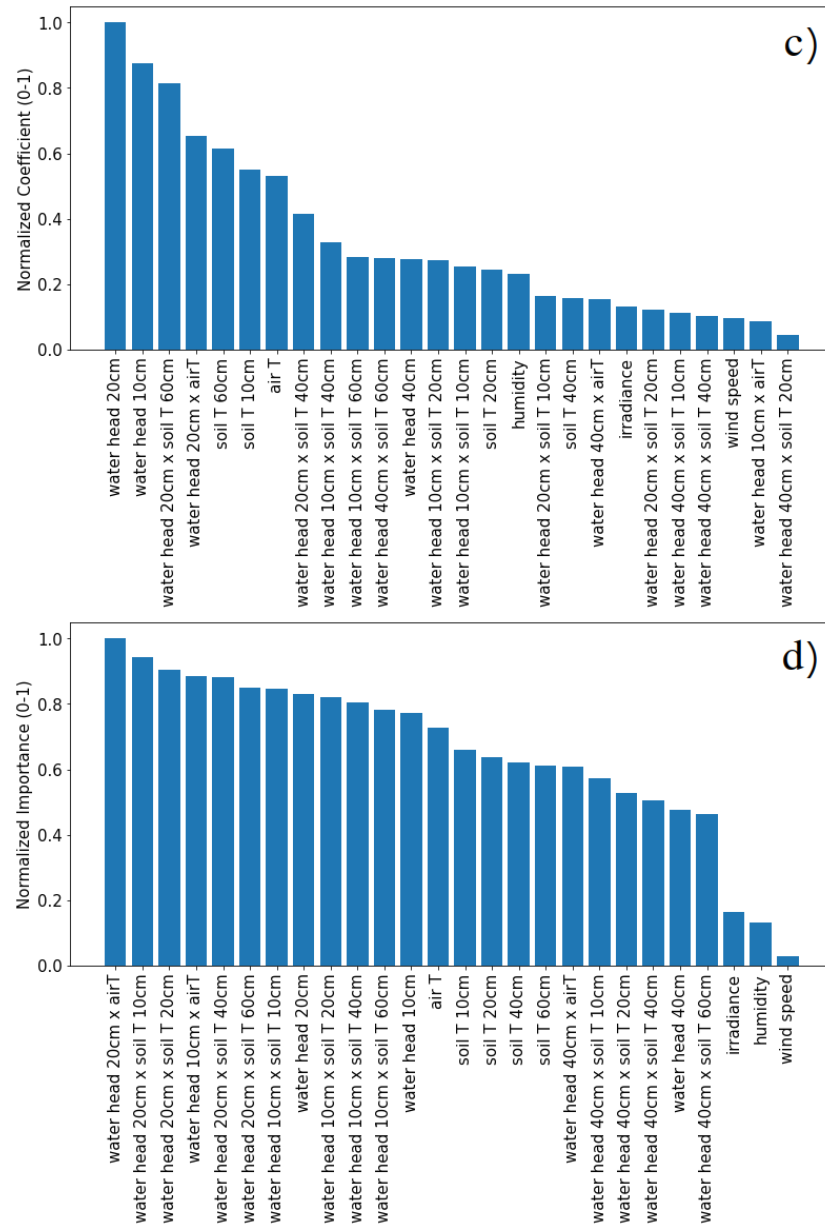 c)
Normalized Coefficient (0-1)
1.0
0.8
0.6
0.4
0.2
0.0
water head 20cm
water head 10cm
water head 20cm x soil T 60cm
water head 20cm x airT
soil T 60cm
soil T 10cm
air T
water head 20cm x soil T 40cm
water head 10cm x soil T 40cm
water head 10cm x soil T 60cm
water head 40cm x soil T 60cm
water head 40cm
water head 10cm x soil T 20cm
water head 10cm x soil T 10cm
soil T 20cm
humidity
water head 20cm x soil T 10cm
soil T 40cm
water head 40cm x airT
irradiance
water head 20cm x soil T 20cm
water head 40cm x soil T 10cm
water head 40cm x soil T 40cm
wind speed
water head 10cm x airT
water head 40cm x soil T 20cm
d)
Normalized Importance (0-1)
1.0
0.8
0.6
0.4
0.2
0.0
water head 20cm x airT
water head 20cm x soil T 10cm
water head 20cm x soil T 20cm
water head 10cm x airT
water head 20cm x soil T 40cm
water head 20cm x soil T 60cm
water head 10cm x soil T 10cm
water head 20cm
water head 10cm x soil T 20cm
water head 10cm x soil T 40cm
water head 10cm x soil T 60cm
water head 10cm
air T
soil T 10cm
soil T 20cm
soil T 40cm
soil T 60cm
water head 40cm x airT
water head 40cm x soil T 10cm
water head 40cm x soil T 20cm
water head 40cm x soil T 40cm
water head 40cm
water head 40cm x soil T 60cm
irradiance
humidity
wind speed